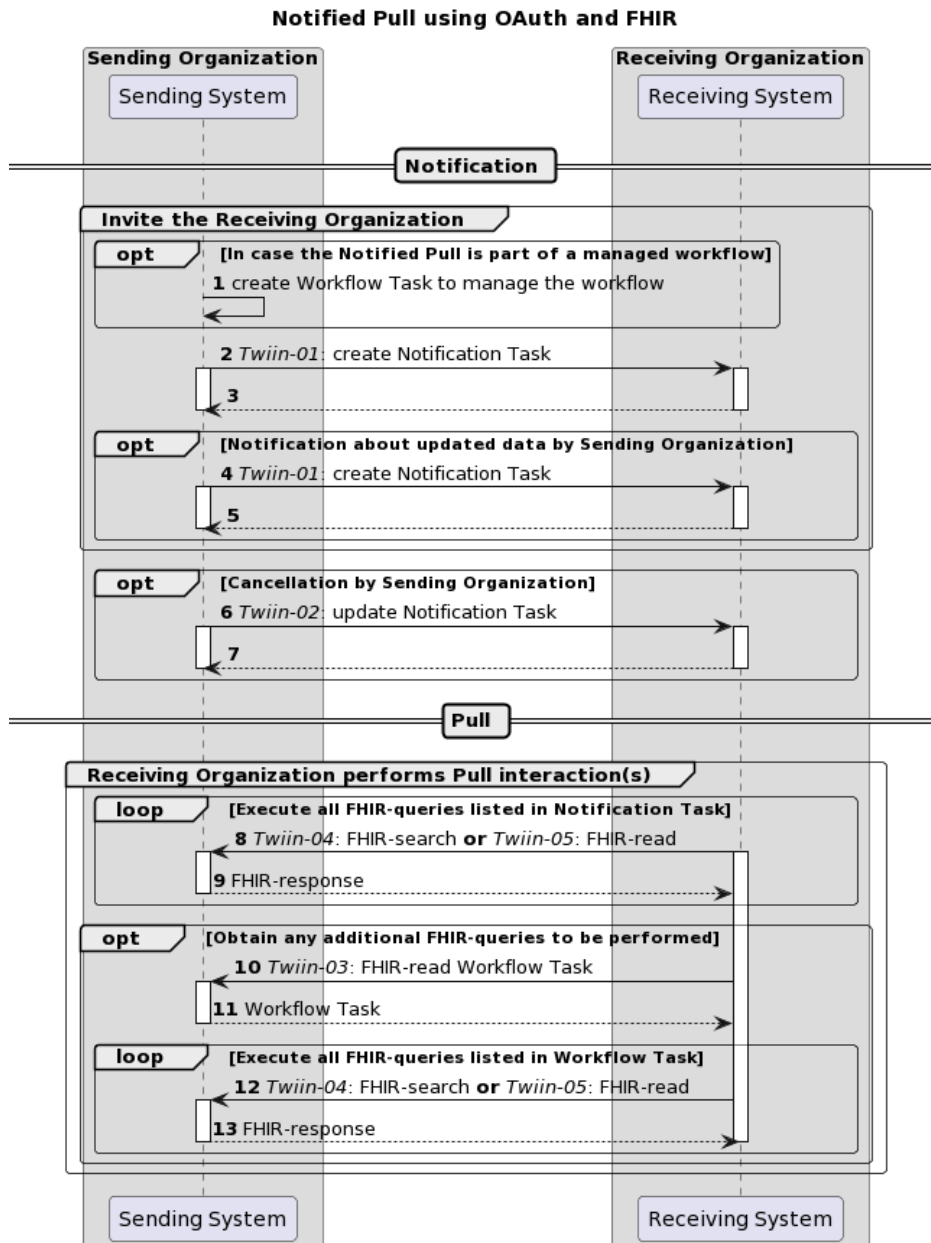 Notified Pull using OAuth and FHIR
Sending Organization
Receiving Organization
Sending System
Receiving System
Notification
Invite the Receiving Organization
opt [In case the Notified Pull is part of a managed workflow]
1 create Workflow Task to manage the workflow
2 Twiin-01: create Notification Task
3
opt [Notification about updated data by Sending Organization]
4 Twiin-01: create Notification Task
5
opt [Cancellation by Sending Organization]
6 Twiin-02: update Notification Task
7
Pull
Receiving Organization performs Pull interaction(s)
loop [Execute all FHIR-queries listed in Notification Task]
8 Twiin-04: FHIR-search or Twiin-05: FHIR-read
9 FHIR-response
opt [Obtain any additional FHIR-queries to be performed]
10 Twiin-03: FHIR-read Workflow Task
11 Workflow Task
loop [Execute all FHIR-queries listed in Workflow Task]
12 Twiin-04: FHIR-search or Twiin-05: FHIR-read
13 FHIR-response
Sending System
Receiving System